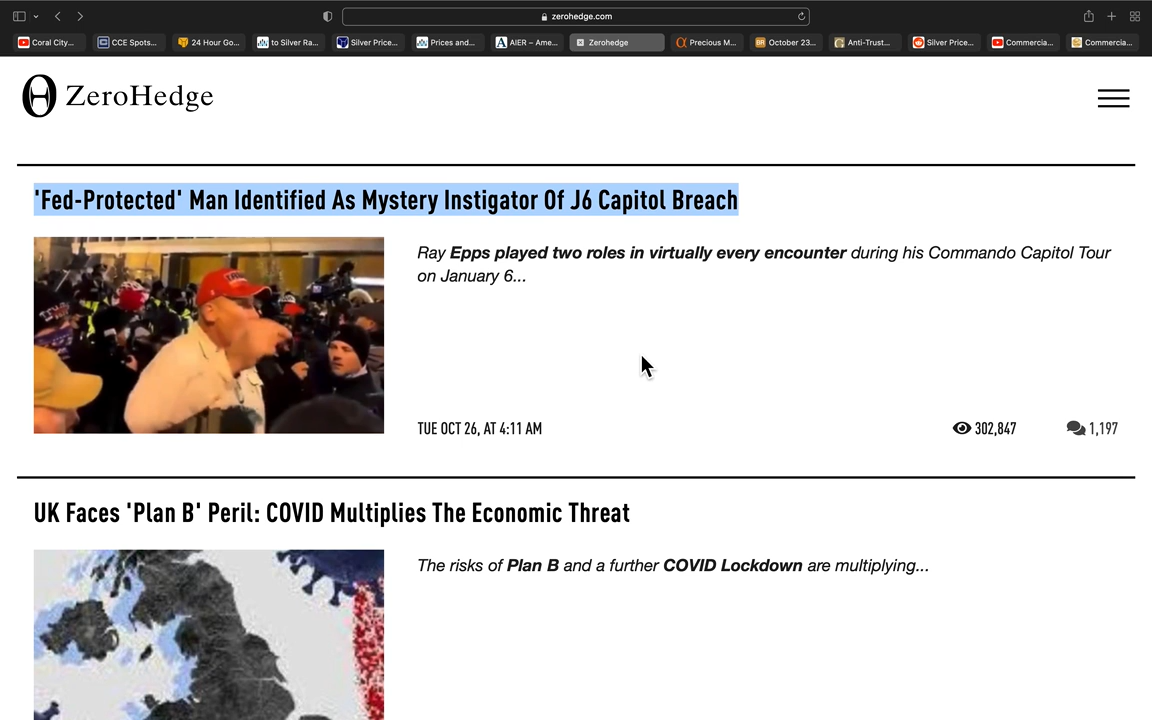 zerohedge.com
Coral City...
CCE Spots...
24 Hour Go...
to Silver Ra...
Silver Price...
Prices and...
AIER – Ame...
Zerohedge
Precious M...
October 23...
Anti-Trust...
Silver Price...
Commercia...
Commercia...
ZeroHedge
'Fed-Protected' Man Identified As Mystery Instigator Of J6 Capitol Breach
Ray Epps played two roles in virtually every encounter during his Commando Capitol Tour
on January 6...
TUE OCT 26, AT 4:11 AM
302,847
1,197
UK Faces 'Plan B' Peril: COVID Multiplies The Economic Threat
The risks of Plan B and a further COVID Lockdown are multiplying...